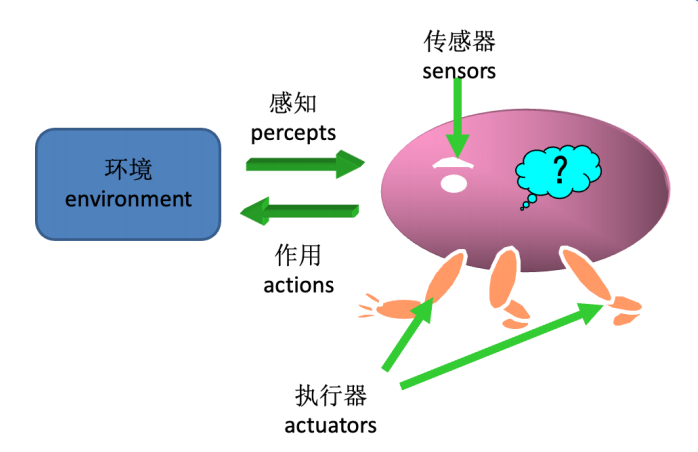 传感器
sensors
感知
percepts
环境
environment
?
作用
actions
执行器
actuators